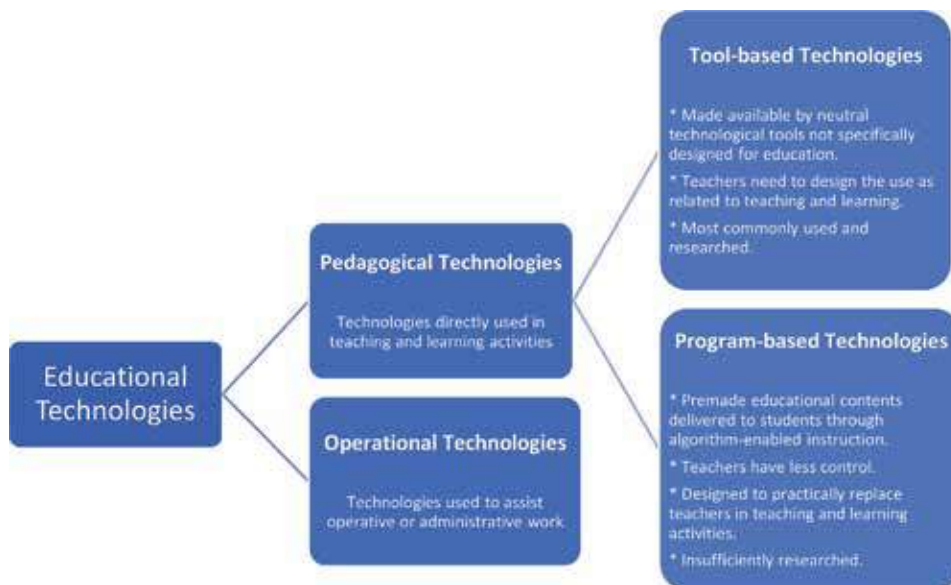 Educational
Technologies
Pedagogical Technologies
Technologies directly used in
teaching and learning activities
Operational Technologies
Technologies used to assist
operative or administrative work
Tool-based Technologies
* Made available by neutral
technological tools not specifically
designed for education.
* Teachers need to design the use as
related to teaching and learning.
* Most commonly used and
researched.
Program-based Technologies
* Premade educational contents
delivered to students through
algorithm-enabled instruction.
* Teachers have less control.
* Designed to practically replace
teachers in teaching and learning
activities.
* Insufficiently researched.